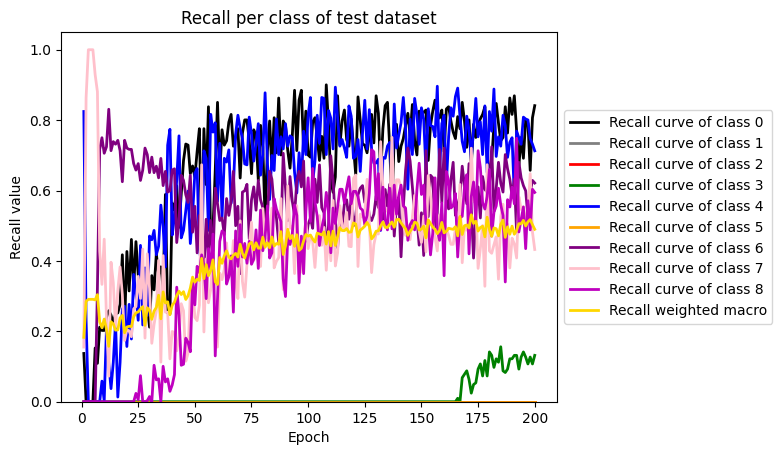 Recall per class of test dataset
Recall value
1.0
0.8
0.6
0.4
0.2
0.0
0
25
50
75
100
125
150
175
200
Epoch
Recall curve of class 0
Recall curve of class 1
Recall curve of class 2
Recall curve of class 3
Recall curve of class 4
Recall curve of class 5
Recall curve of class 6
Recall curve of class 7
Recall curve of class 8
Recall weighted macro